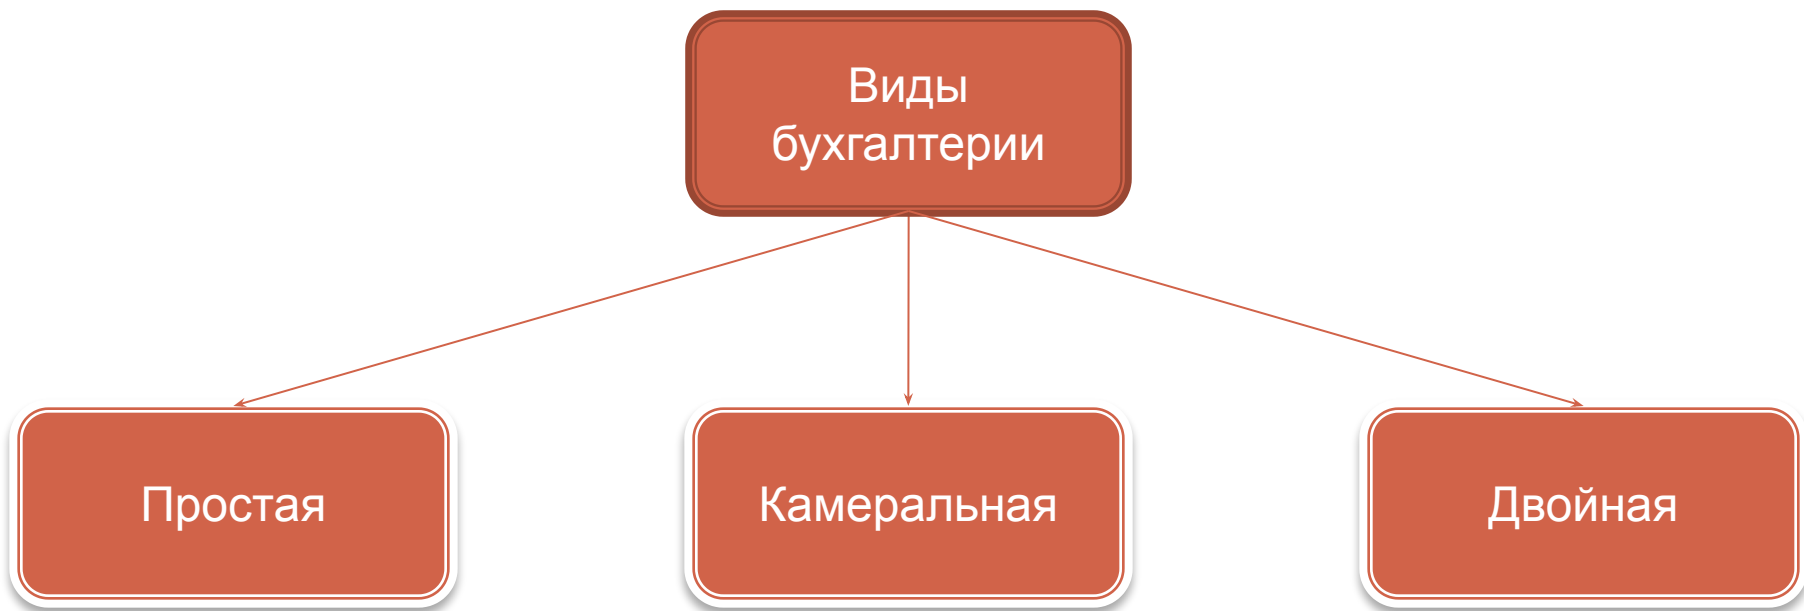 Виды
бухгалтерии
Простая
Камеральная
Двойная